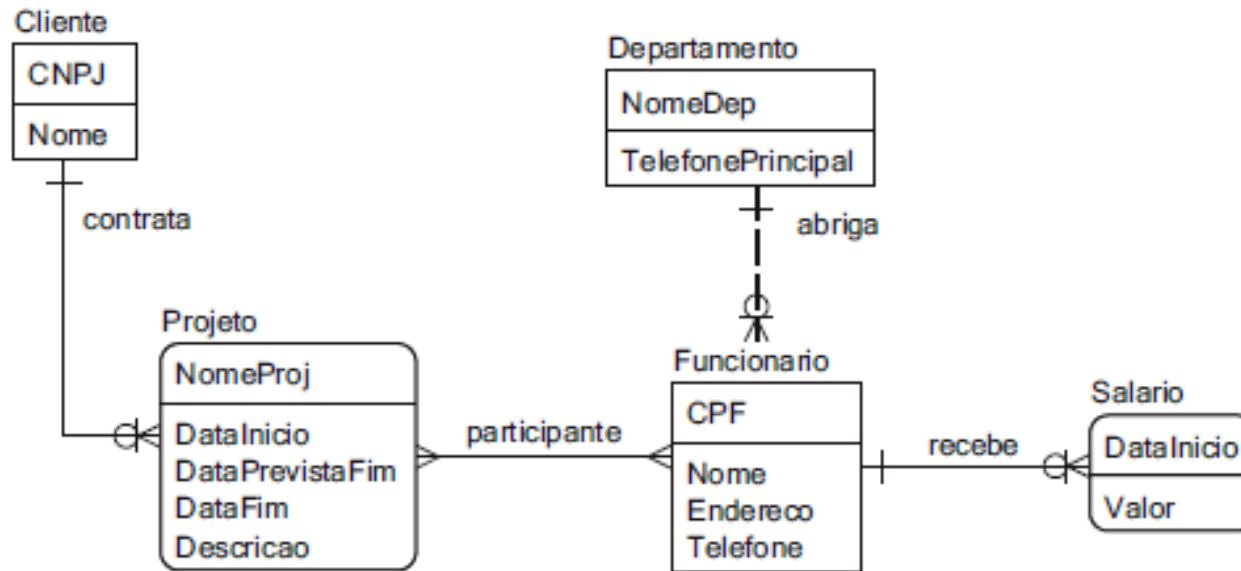 Cliente
CNPJ
Nome
contrata
Departamento
NomeDep
TelefonePrincipal
abriga
Projeto
NomeProj
DataInicio
DataPrevistaFim
DataFim
Descricao
participante
Funcionario
CPF
Nome
Endereco
Telefone
recebe
Salario
DataInicio
Valor